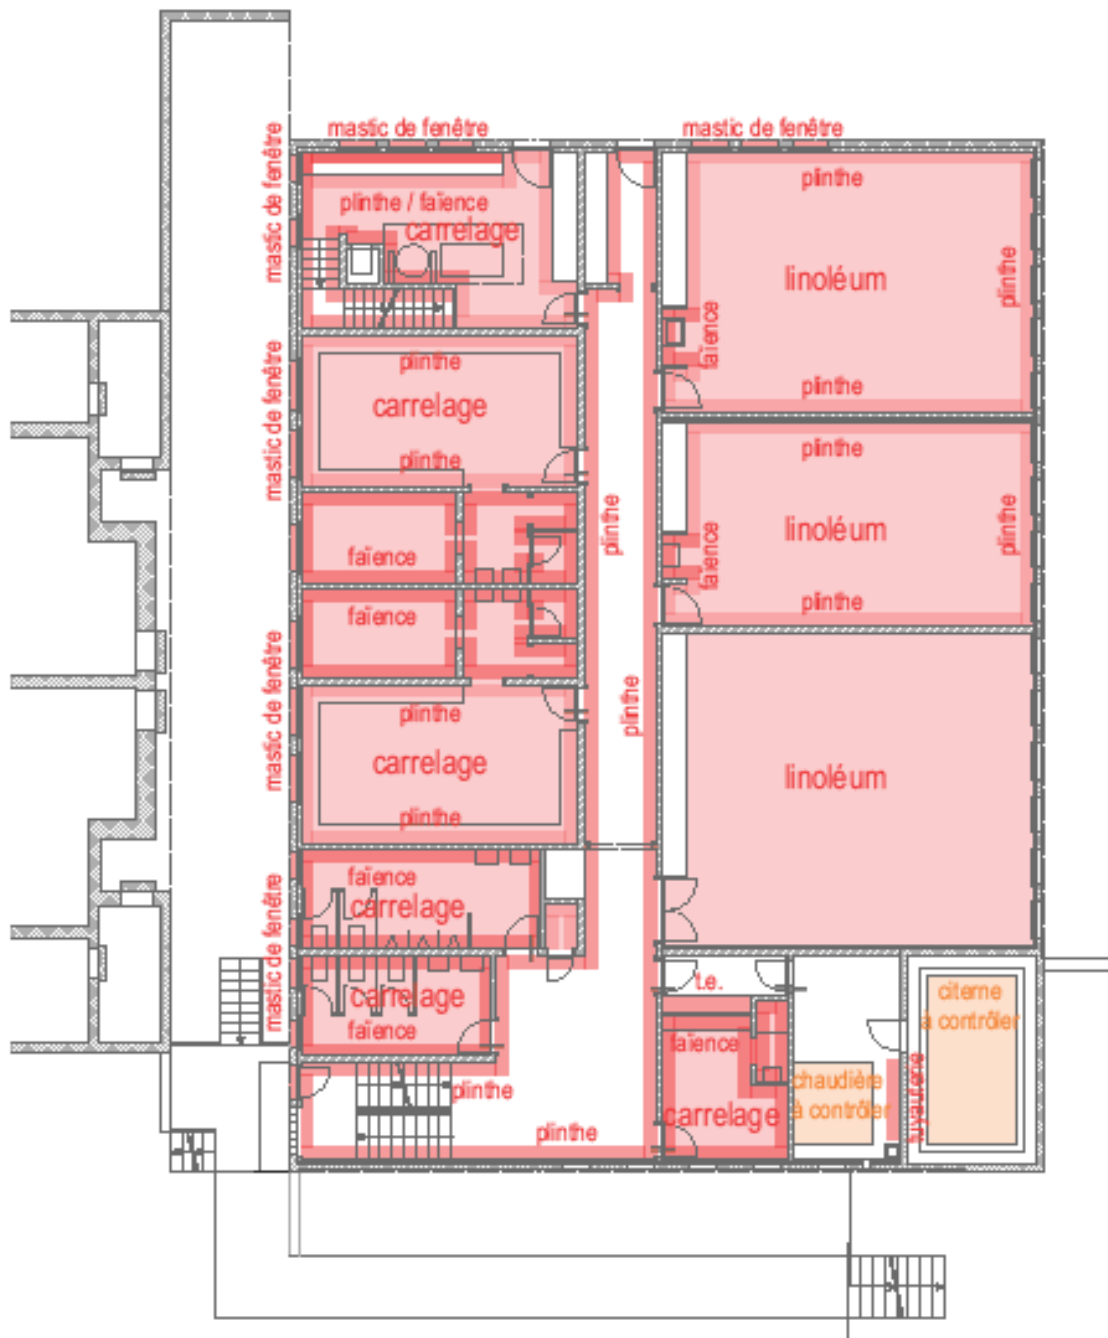 mastic de fenêtre
mastic de fenêtre
mastic de fenêtre
plinthe
plinthe / faïence
carrelage
linoléum
plinthe
faïence
plinthe
mastic de fenêtre
plinthe
carrelage
plinthe
plinthe
linoléum
plinthe
faïence
plinthe
plinthe
faïence
faïence
mastic de fenêtre
plinthe
carrelage
plinthe
plinthe
linoléum
mastic de fenêtre
faïence
carrelage
carrelage
faïence
t.e.
citerne
à contrôler
faïence
chaudière
à contrôler
carrelage
plinthe
plinthe